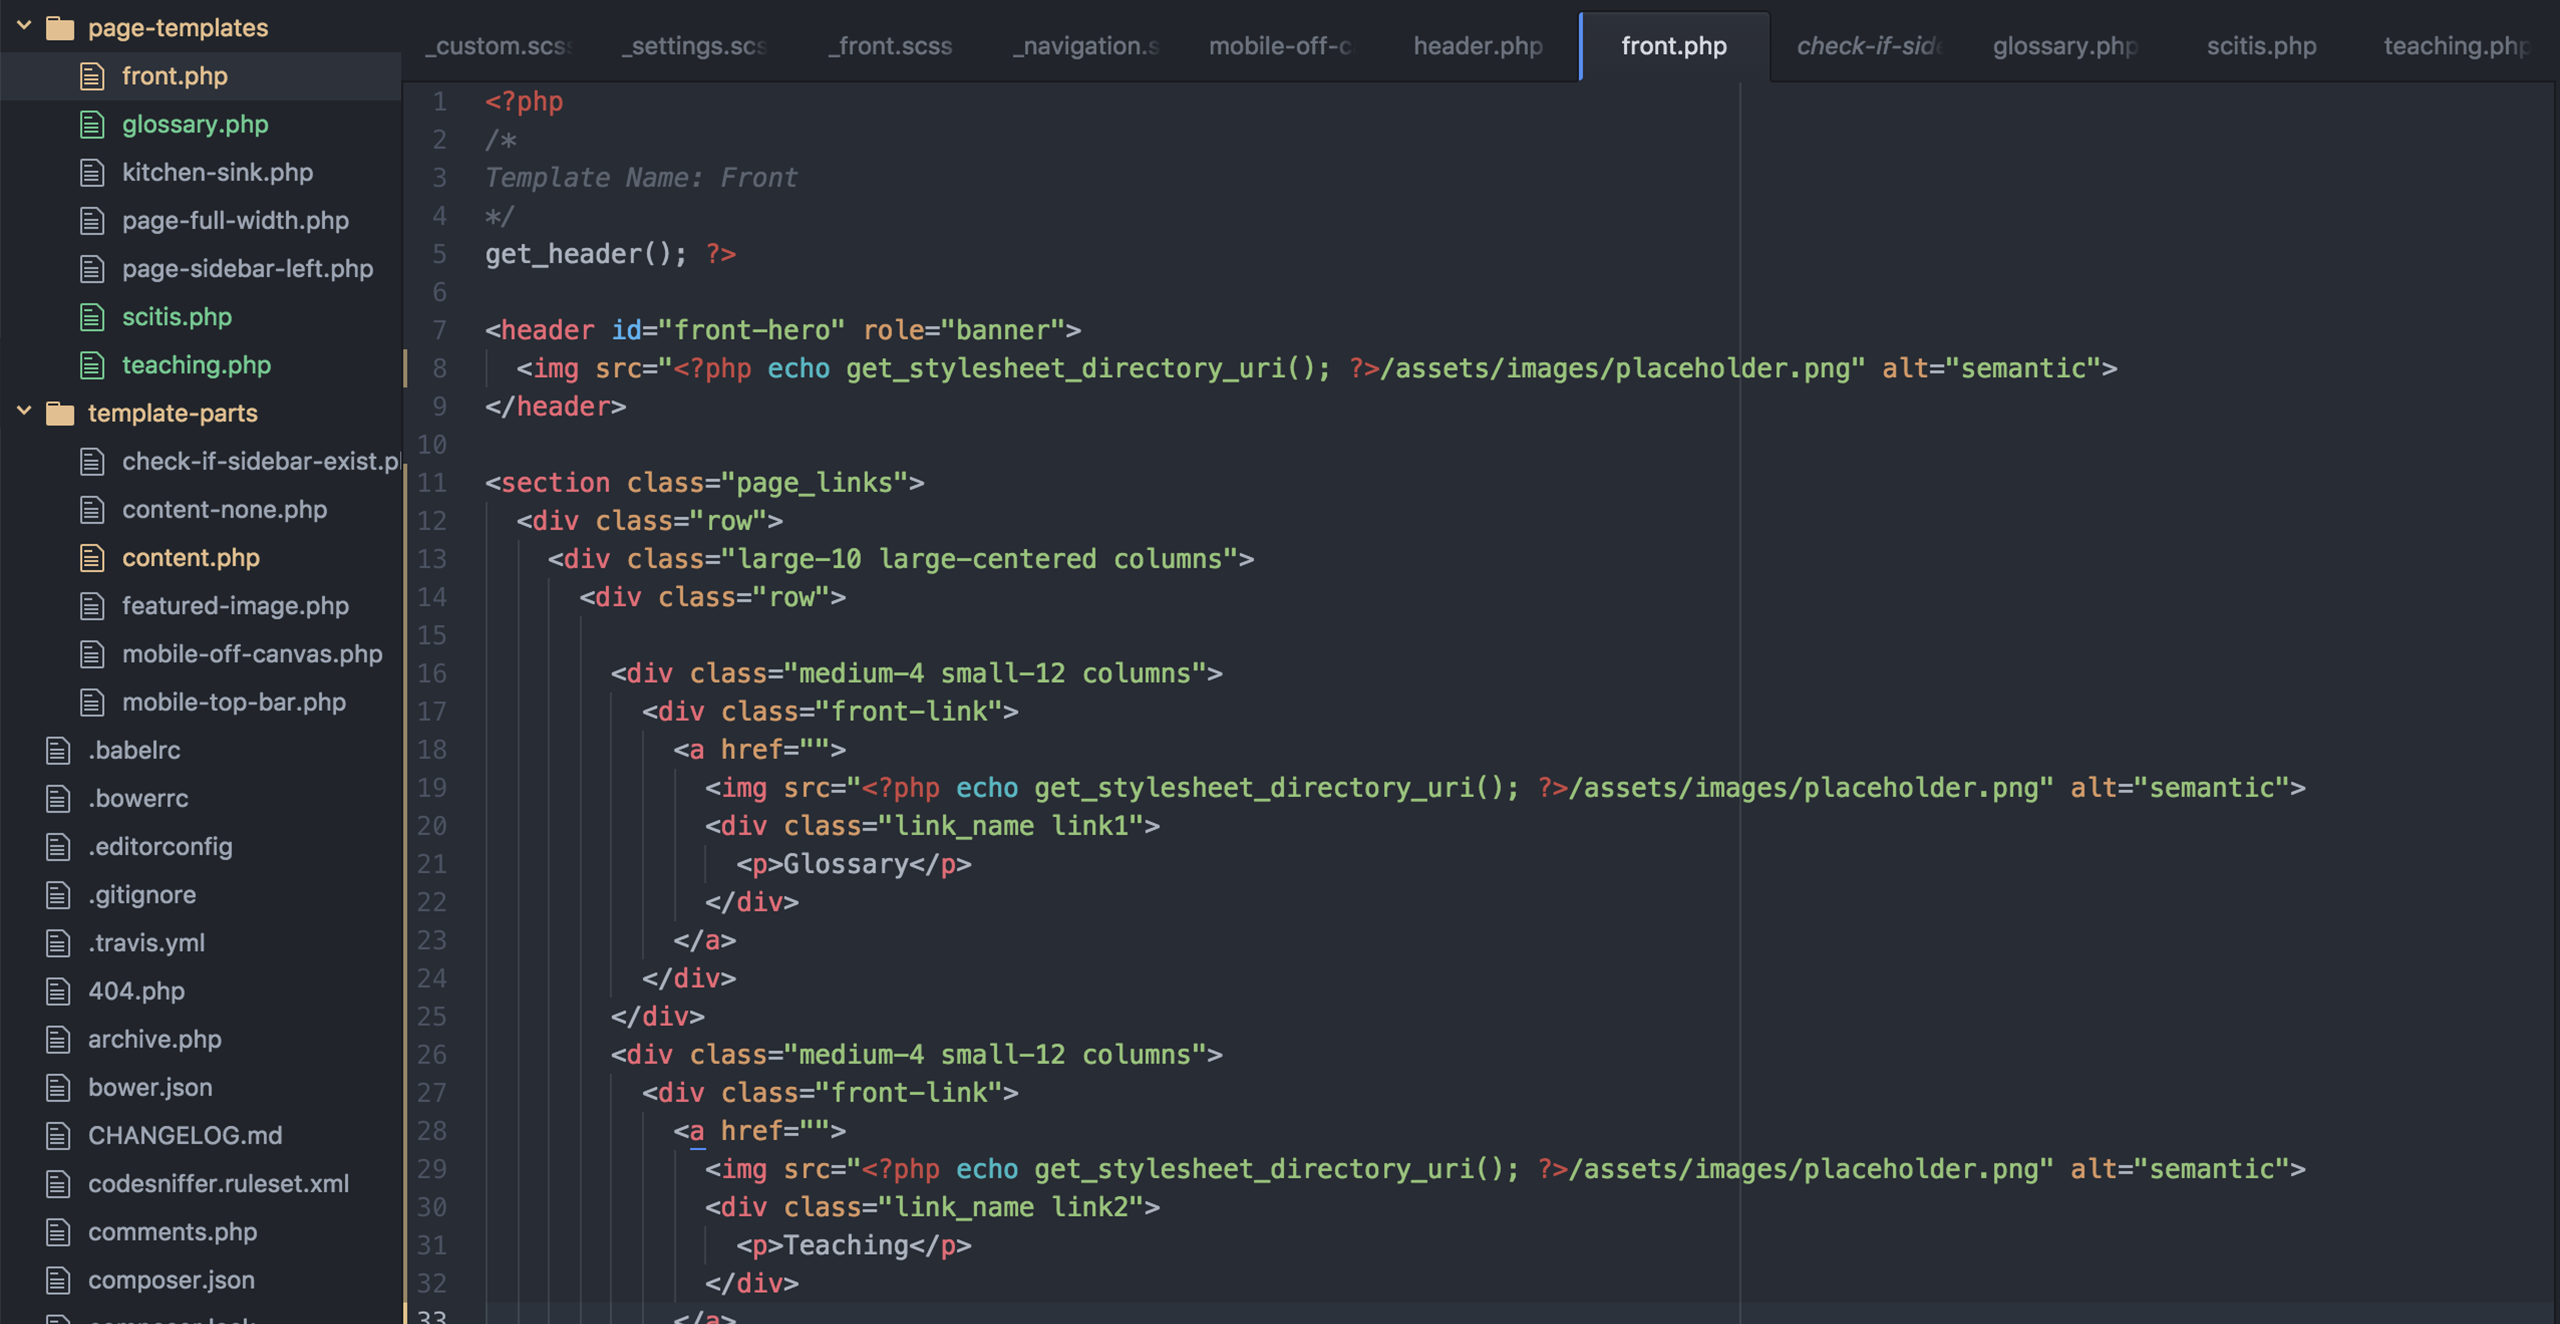 page-templates
front.php
glossary.php
kitchen-sink.php
page-full-width.php
page-sidebar-left.php
scitis.php
teaching.php
template-parts
check-if-sidebar-exist.p
content-none.php
content.php
featured-image.php
mobile-off-canvas.php
mobile-top-bar.php
.babelrc
.bowerrc
.editorconfig
.gitignore
.travis.yml
404.php
archive.php
bower.json
CHANGELOG.md
codesniffer.ruleset.xml
comments.php
composer.json
_custom.scss _settings.scs _front.scss _navigation.s mobile-off-c header.php front.php check-if-side glossary.php scitis.php teaching.php
1 <?php
2 /*
3 Template Name: Front
4 */
5 get_header(); ?>
6
7 <header id="front-hero" role="banner">
8 <img src="<?php echo get_stylesheet_directory_uri(); ?>/assets/images/placeholder.png" alt="semantic">
9 </header>
10
11 <section class="page_links">
12 <div class="row">
13 <div class="large-10 large-centered columns">
14 <div class="row">
15
16 <div class="medium-4 small-12 columns">
17 <div class="front-link">
18 <a href="">
19 <img src="<?php echo get_stylesheet_directory_uri(); ?>/assets/images/placeholder.png" alt="semantic">
20 <div class="link_name link1">
21 <p>Glossary</p>
22 </div>
23 </a>
24 </div>
25 </div>
26 <div class="medium-4 small-12 columns">
27 <div class="front-link">
28 <a href="">
29 <img src="<?php echo get_stylesheet_directory_uri(); ?>/assets/images/placeholder.png" alt="semantic">
30 <div class="link_name link2">
31 <p>Teaching</p>
32 </div>
33 </a>